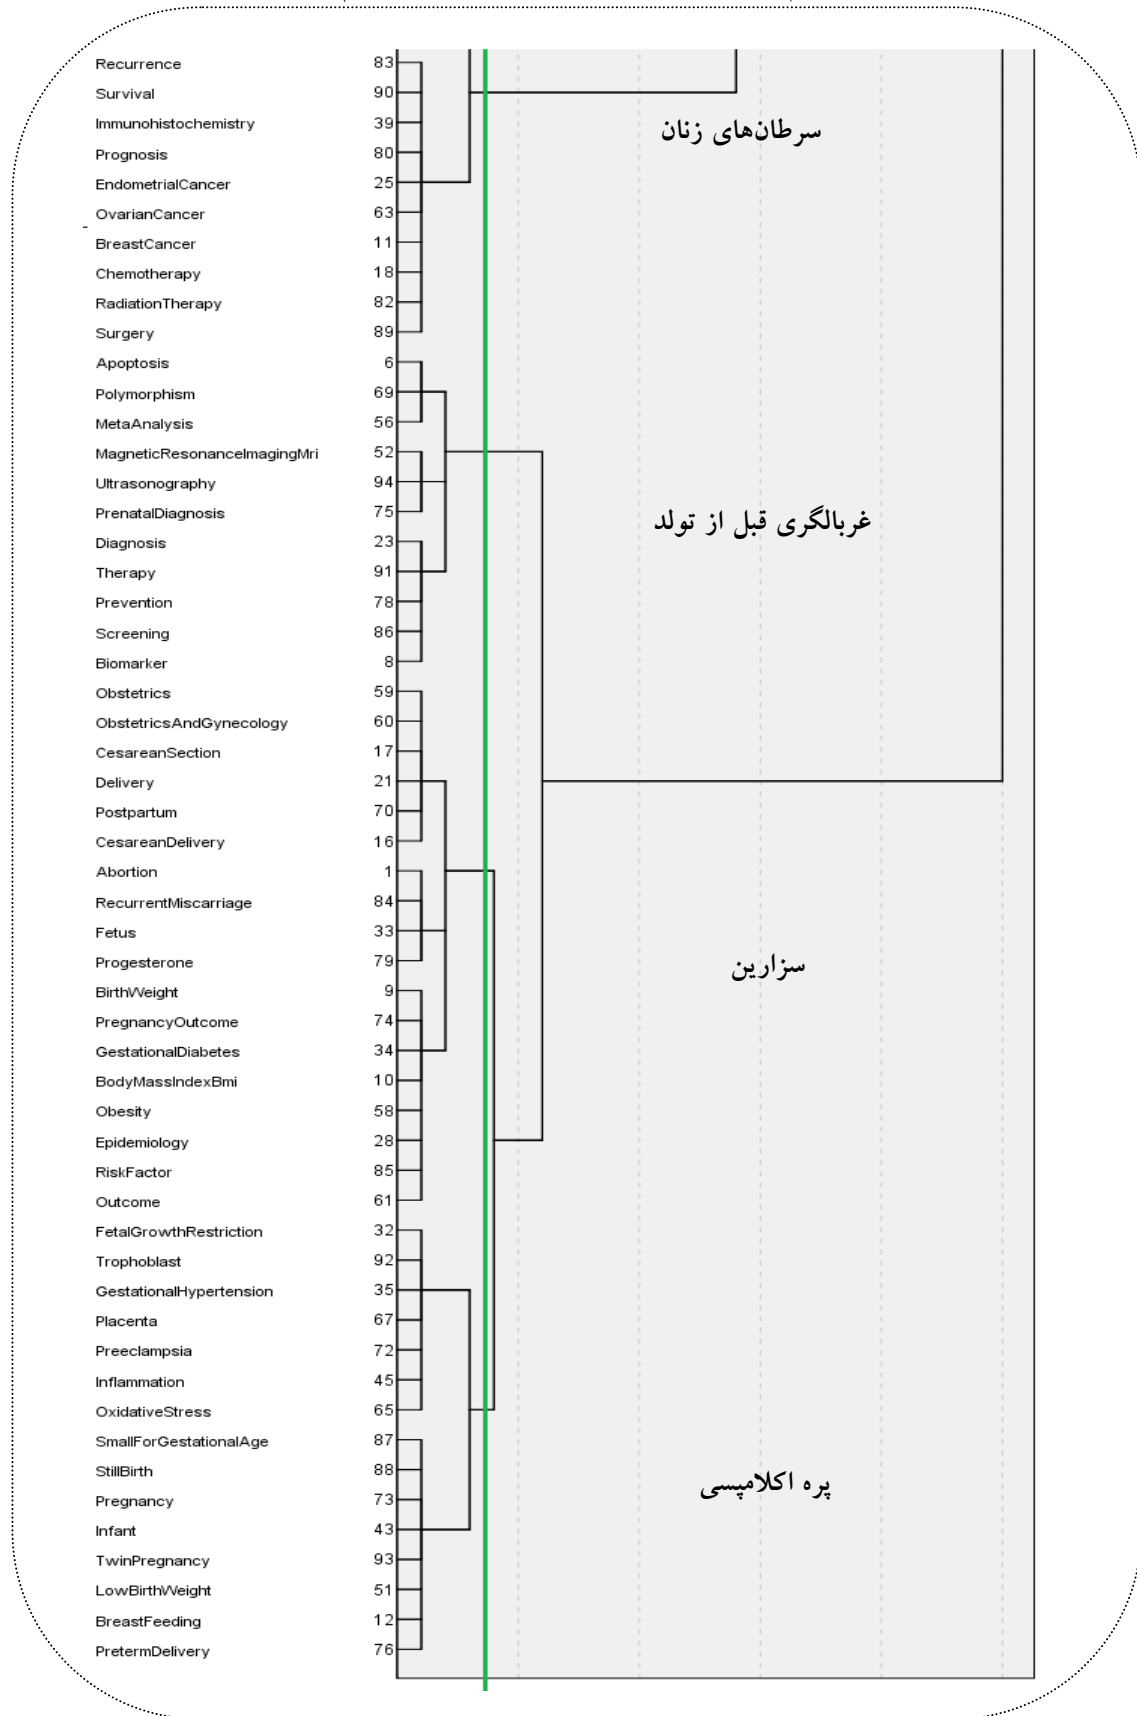 Recurrence 83
Survival 90
Immunohistochemistry 39
سرطان‌های زنان
Prognosis 80
EndometrialCancer 25
OvarianCancer 63
BreastCancer 11
Chemotherapy 18
RadiationTherapy 82
Surgery 89
Apoptosis 6
Polymorphism 69
MetaAnalysis 56
MagneticResonanceImagingMri 52
Ultrasonography 94
PrenatalDiagnosis 75
غربالگری قبل از تولد
Diagnosis 23
Therapy 91
Prevention 78
Screening 86
Biomarker 8
Obstetrics 59
ObstetricsAndGynecology 60
CesareanSection 17
Delivery 21
Postpartum 70
CesareanDelivery 16
Abortion 1
RecurrentMiscarriage 84
Fetus 33
Progesterone 79
سزارین
BirthWeight 9
PregnancyOutcome 74
GestationalDiabetes 34
BodyMassIndexBmi 10
Obesity 58
Epidemiology 28
RiskFactor 85
Outcome 61
FetalGrowthRestriction 32
Trophoblast 92
GestationalHypertension 35
Placenta 67
Preeclampsia 72
Inflammation 45
OxidativeStress 65
SmallForGestationalAge 87
StillBirth 88
پره اکلامپسی
Pregnancy 73
Infant 43
TwinPregnancy 93
LowBirthWeight 51
BreastFeeding 12
PretermDelivery 76